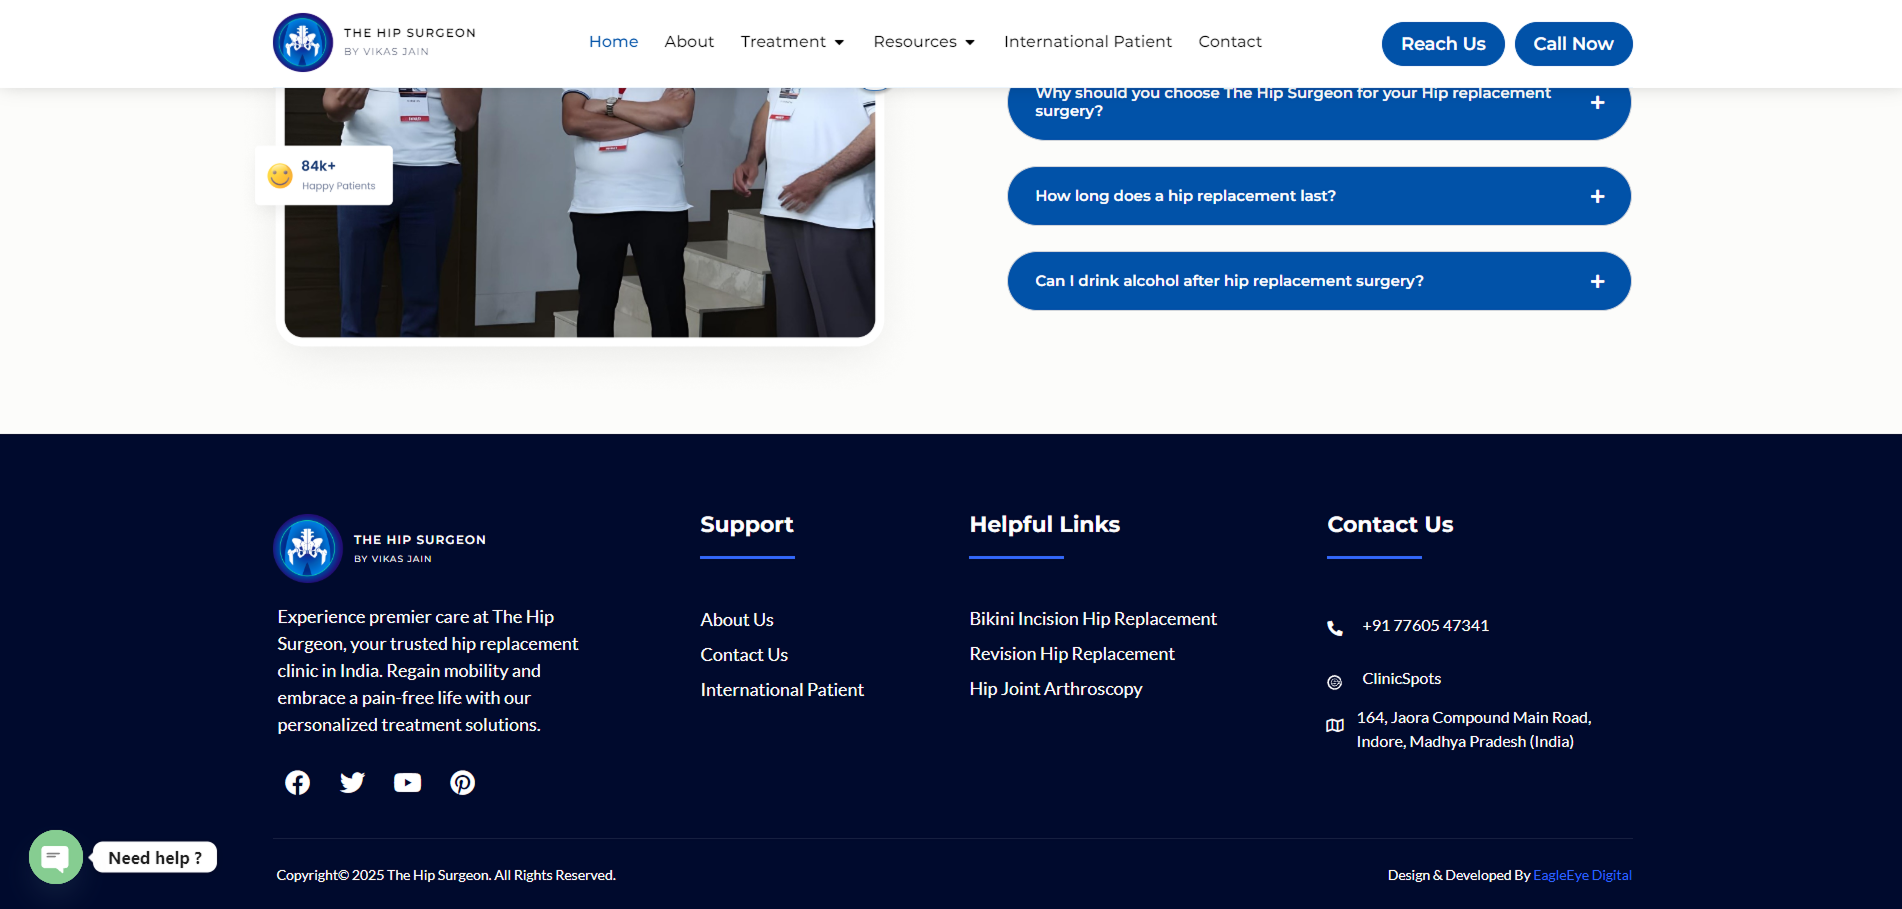 THE HIP SURGEON
BY VIKAS JAIN
Home
About
Treatment
Resources
International Patient
Contact
Reach Us
Call Now
84k+
Happy Patients
Why should you choose The Hip Surgeon for your Hip replacement
surgery?
How long does a hip replacement last?
Can I drink alcohol after hip replacement surgery?
THE HIP SURGEON
BY VIKAS JAIN
Experience premier care at The Hip
Surgeon, your trusted hip replacement
clinic in India. Regain mobility and
embrace a pain-free life with our
personalized treatment solutions.
Support
About Us
Contact Us
International Patient
Helpful Links
Bikini Incision Hip Replacement
Revision Hip Replacement
Hip Joint Arthroscopy
Contact Us
+91 77605 47341
ClinicSpots
164, Jaora Compound Main Road,
Indore, Madhya Pradesh (India)
Need help ?
Copyright© 2025 The Hip Surgeon. All Rights Reserved.
Design & Developed By EagleEye Digital